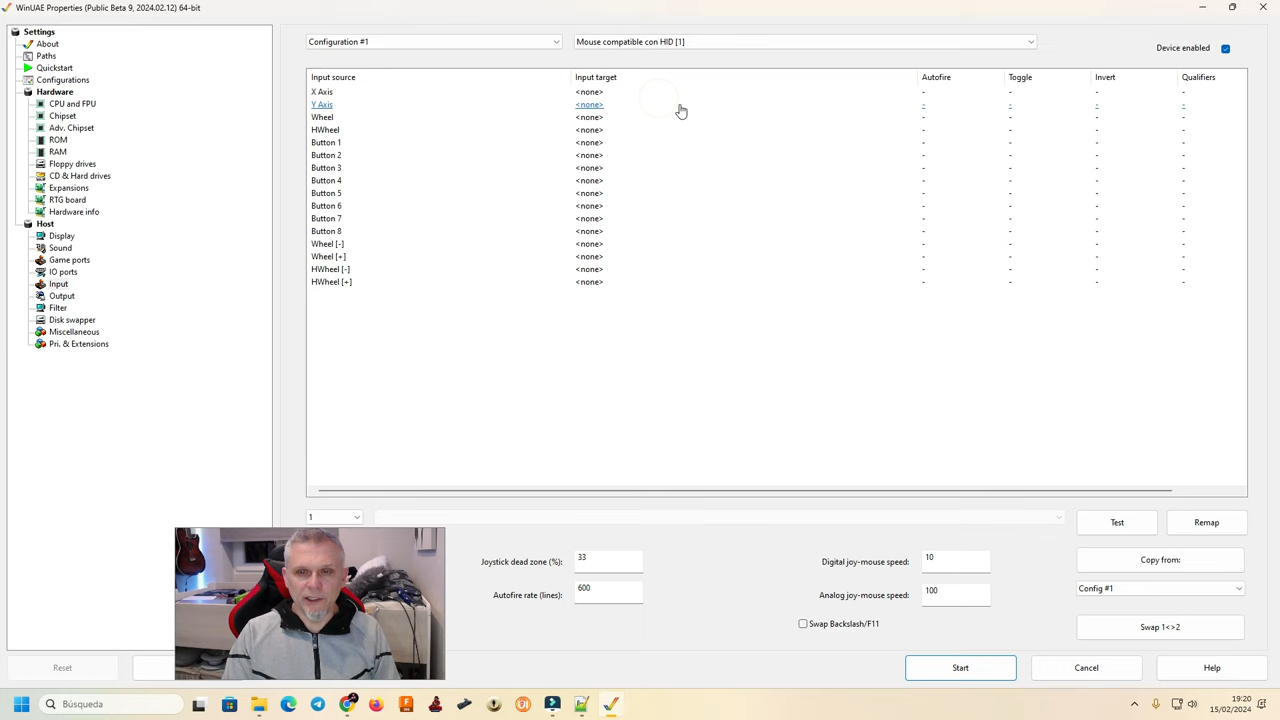 WinUAE Properties (Public Beta 9, 2024.02.12) 64-bit
Settings
About
Paths
Quickstart
Configurations
Hardware
CPU and FPU
Chipset
Adv. Chipset
ROM
RAM
Floppy drives
CD & Hard drives
Expansions
RTG board
Hardware info
Host
Display
Sound
Game ports
IO ports
Input
Output
Filter
Disk swapper
Miscellaneous
Pri. & Extensions
Configuration #1 Mouse compatible con HID [1]
Device enabled
Input source Input target Autofire Toggle Invert Qualifiers
X Axis <none> - - - -
Y Axis <none> - - - -
Wheel <none> - - - -
HWheel <none> - - - -
Button 1 <none> - - - -
Button 2 <none> - - - -
Button 3 <none> - - - -
Button 4 <none> - - - -
Button 5 <none> - - - -
Button 6 <none> - - - -
Button 7 <none> - - - -
Button 8 <none> - - - -
Wheel [-] <none> - - - -
Wheel [+] <none> - - - -
HWheel [-] <none> - - - -
HWheel [+] <none> - - - -
1 Test Remap
Joystick dead zone (%): 33 Digital joy-mouse speed: 10 Copy from:
Autofire rate (lines): 600 Analog joy-mouse speed: 100 Config #1
Swap Backslash/F11 Swap 1<>2
Reset Start Cancel Help
Búsqueda
19:20
15/02/2024